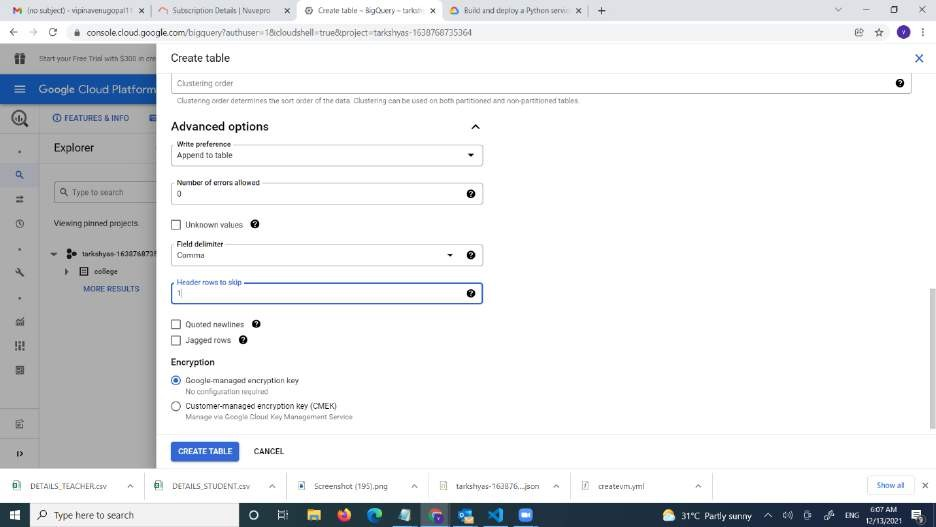 (no subject) - vipinavenugopal11
Subscription Details | Nuvepro
Create table – BigQuery – tarksh
Build and deploy a Python servic
console.cloud.google.com/bigquery?authuser=1&cloudshell=true&project=tarkshyas-1638768735364
V
Start your Free Trial with $300 in cre
Create table
Google Cloud Platform
Clustering order
Clustering order determines the sort order of the data. Clustering can be used on both partitioned and non-partitioned tables.
FEATURES & INFO
Advanced options
Explorer
Write preference
Append to table
Type to search
Number of errors allowed
0
Viewing pinned projects.
Unknown values
tarkshyas-163876873
Field delimiter
Comma
college
MORE RESULTS
Header rows to skip
1
Quoted newlines
Jagged rows
Encryption
Google-managed encryption key
No configuration required
Customer-managed encryption key (CMEK)
Manage via Google Cloud Key Management Service
CREATE TABLE
CANCEL
DETAILS_TEACHER.csv
DETAILS_STUDENT.csv
Screenshot (195).png
tarkshyas-163876....json
createvm.yml
Show all
Type here to search
31°C Partly sunny
ENG
6:07 AM
12/13/2021